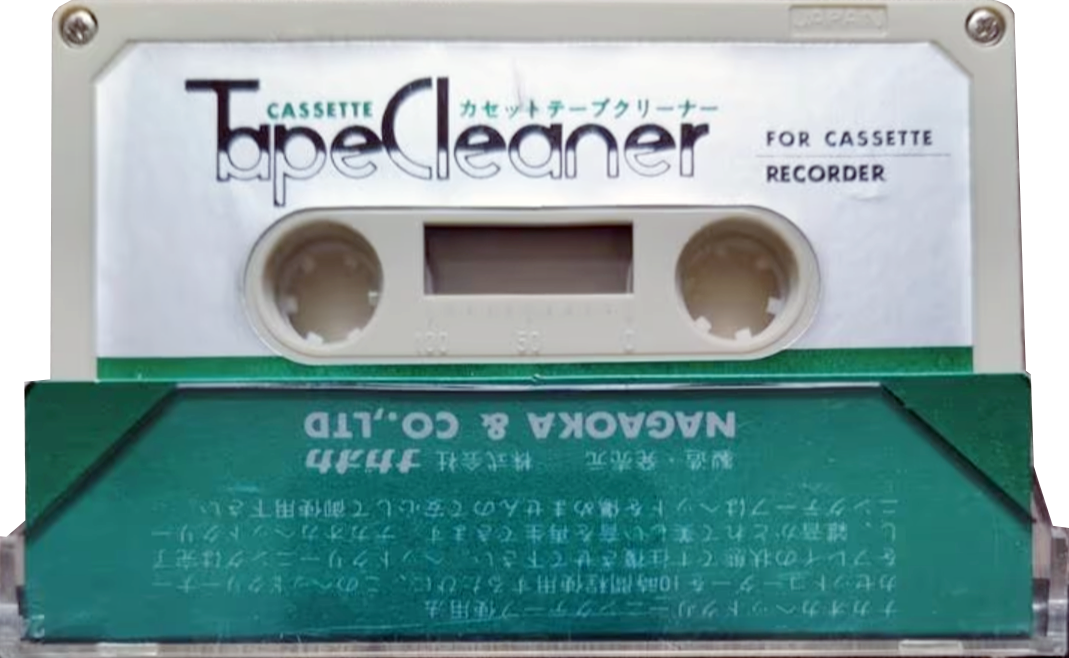 JAPAN
Tape Cleaner
CASSETTE カセットテープクリーナー
FOR CASSETTE
RECORDER
100 50 0
ナガオカヘッドクリーニングテープ使用法
カセットコーダーを10時間程使用するたびに、このヘッドクリーナー
をプレイの状態で1往復させて下さい。ヘッドクリーニングは完了
し、雑音がとれて美しい音を再生できます。ナガオカヘッドクリー
ニングテープはヘッドを傷めませんので安心して御使用下さい
製造・発売元 株式会社 ナガオカ
NAGAOKA & CO.,LTD